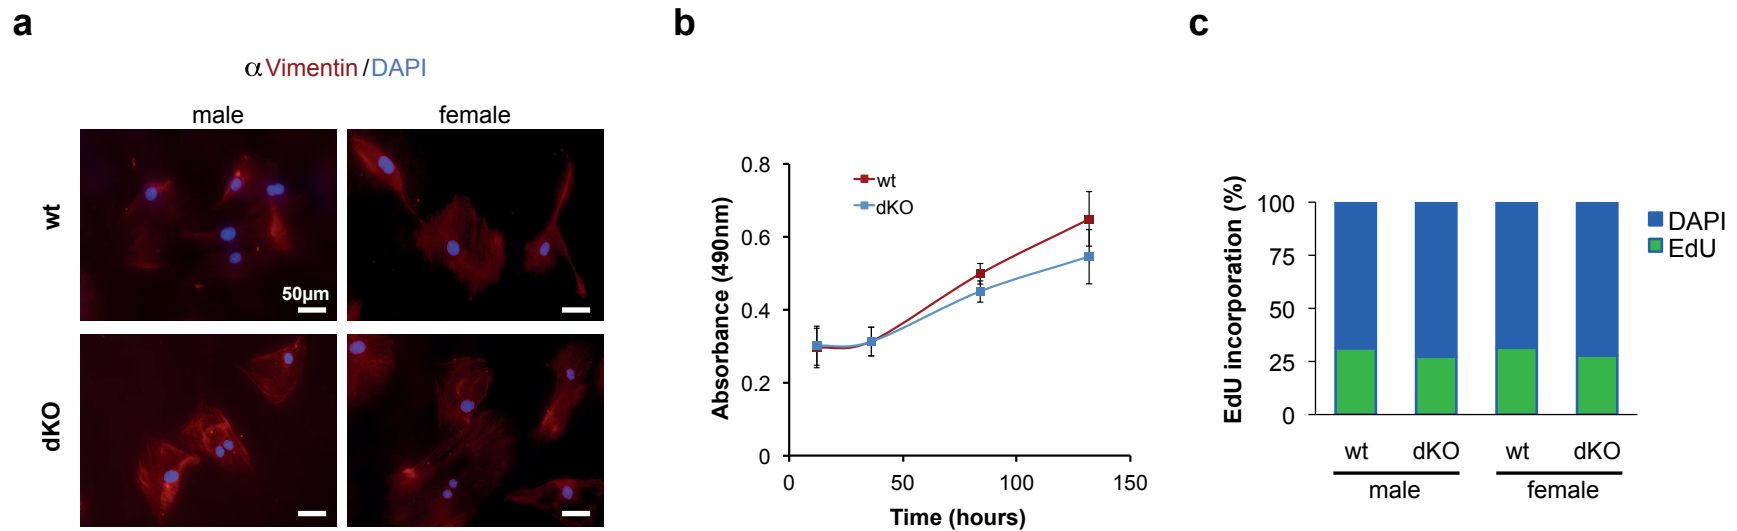 a
α Vimentin / DAPI
male female
wt
50µm
dKO
b
0.8
0.6
0.4
0.2
0
wt
dKO
Absorbance (490nm)
0 50 100 150
Time (hours)
c
EdU incorporation (%)
100
75
50
25
0
DAPI
EdU
wt dKO wt dKO
male female